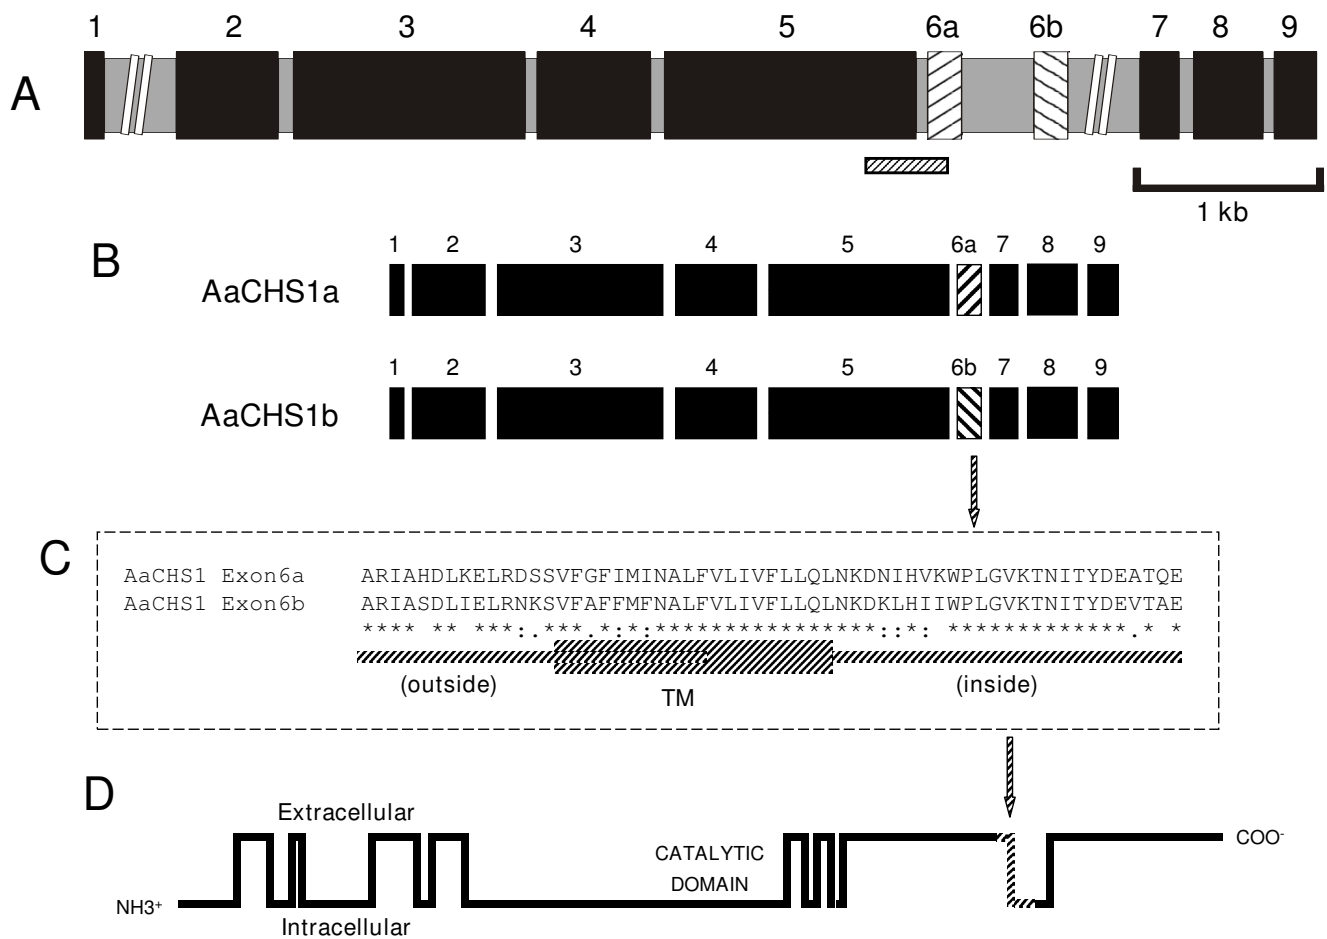 1 2 3 4 5 6a 6b 7 8 9
A
1 kb
B
1 2 3 4 5 6a 7 8 9
AaCHS1a
1 2 3 4 5 6b 7 8 9
AaCHS1b
C
AaCHS1 Exon6a ARIAHDLKELRDSSVFGFIMINALFVLIVFLLQLNKDNIHVKWPLGVKTNITYDEATQE
AaCHS1 Exon6b ARIASDLIELRNKSVFAFFMFNALFVLIVFLLQLNKDKLHIIWPLGVKTNITYDEVTAE
**** ** ***:.***.*:*:*********************::*: ****************.* *
(outside) TM (inside)
D
Extracellular
CATALYTIC
DOMAIN
COO-
NH3+
Intracellular